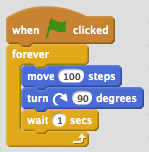 when clicked
forever
move 100 steps
turn 90 degrees
wait 1 secs